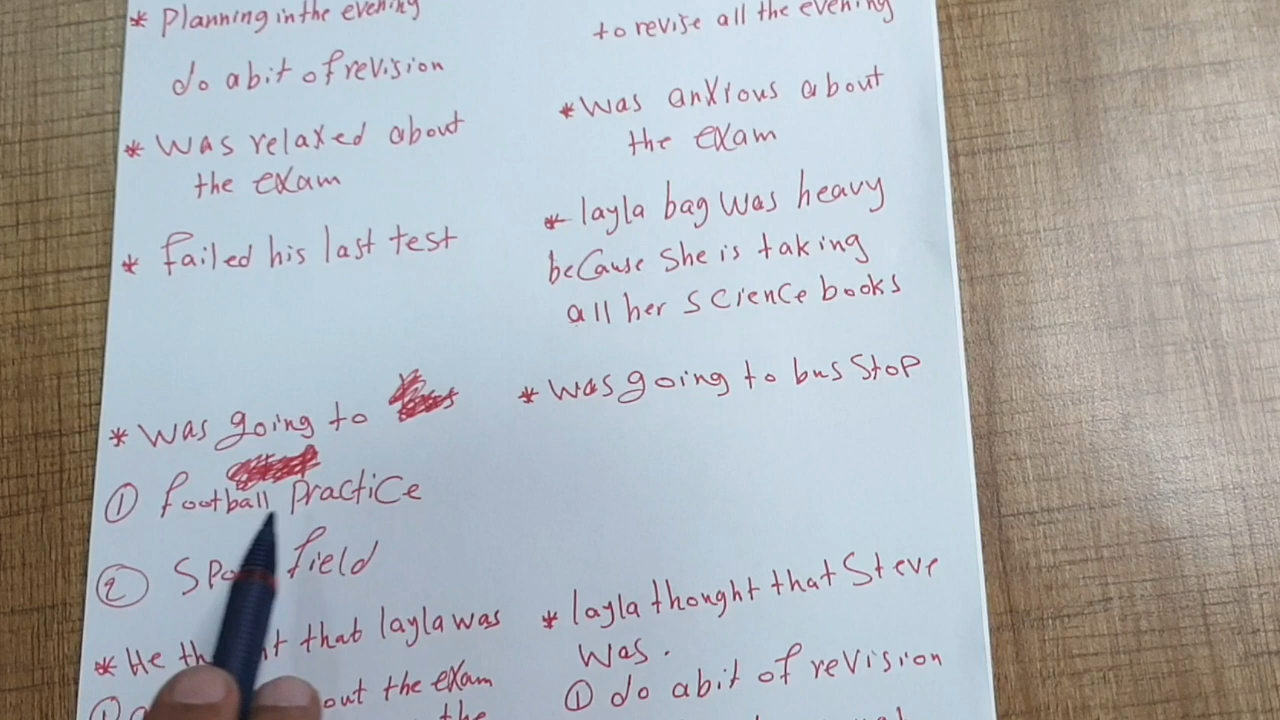 * Planning in the evening
do a bit of revision
* Was relaxed about
the exam
* failed his last test
* Was going to
① football Practice
② field
* He that layla was
out the exam
the
to revise all the evening
* Was anxious about
the exam
* layla bag was heavy
because she is taking
all her science books
* was going to bus stop
* layla thought that Steve
was.
① do a bit of revision